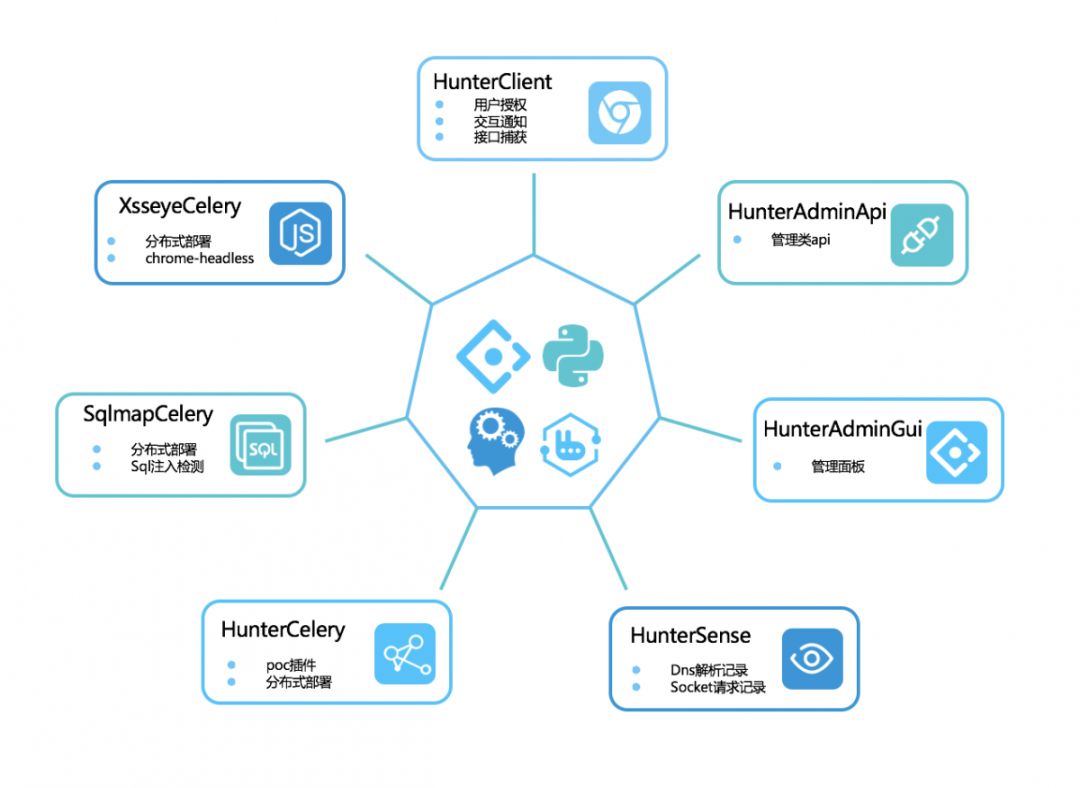 HunterClient
用户授权
交互通知
接口捕获
XsseyeCelery
分布式部署
chrome-headless
JS
HunterAdminApi
管理类api
SqlmapCelery
分布式部署
Sql注入检测
SQL
HunterAdminGui
管理面板
HunterCelery
poc插件
分布式部署
HunterSense
Dns解析记录
Socket请求记录